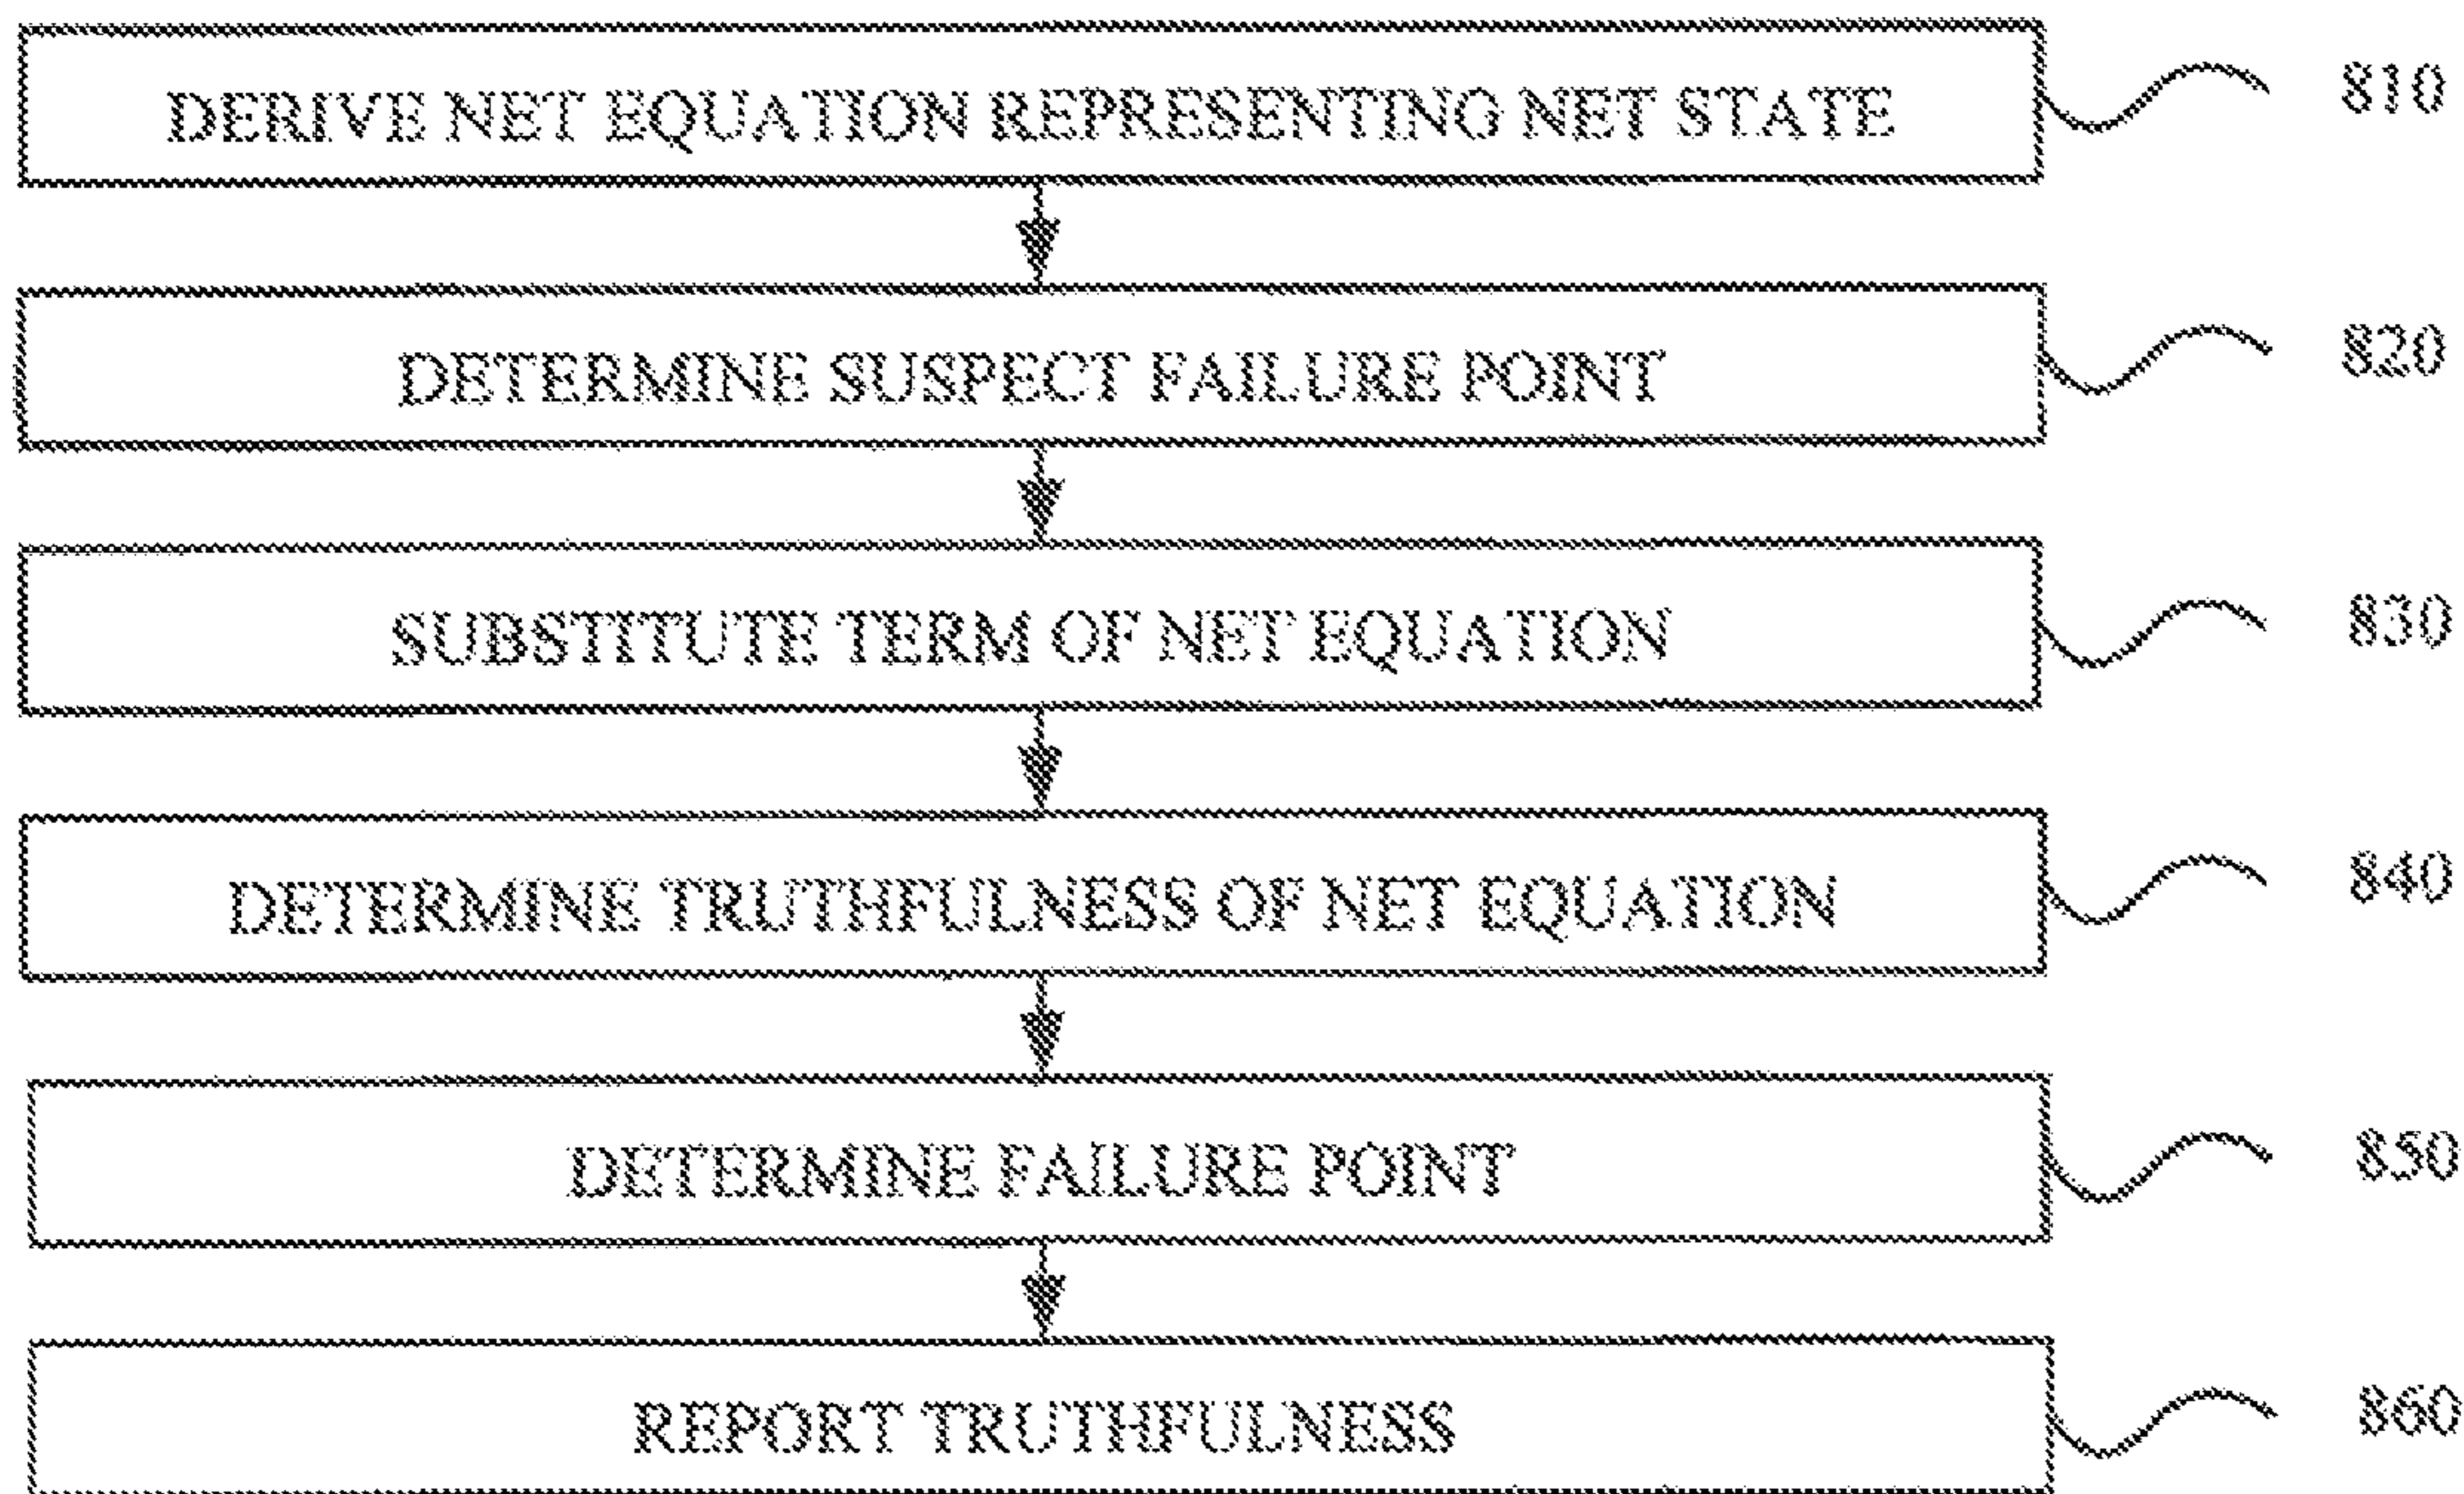 DERIVE NET EQUATION REPRESENTING NET STATE 810
DETERMINE SUSPECT FAILURE POINT 820
SUBSTITUTE TERM OF NET EQUATION 830
DETERMINE TRUTHFULNESS OF NET EQUATION 840
DETERMINE FAILURE POINT 850
REPORT TRUTHFULNESS 860